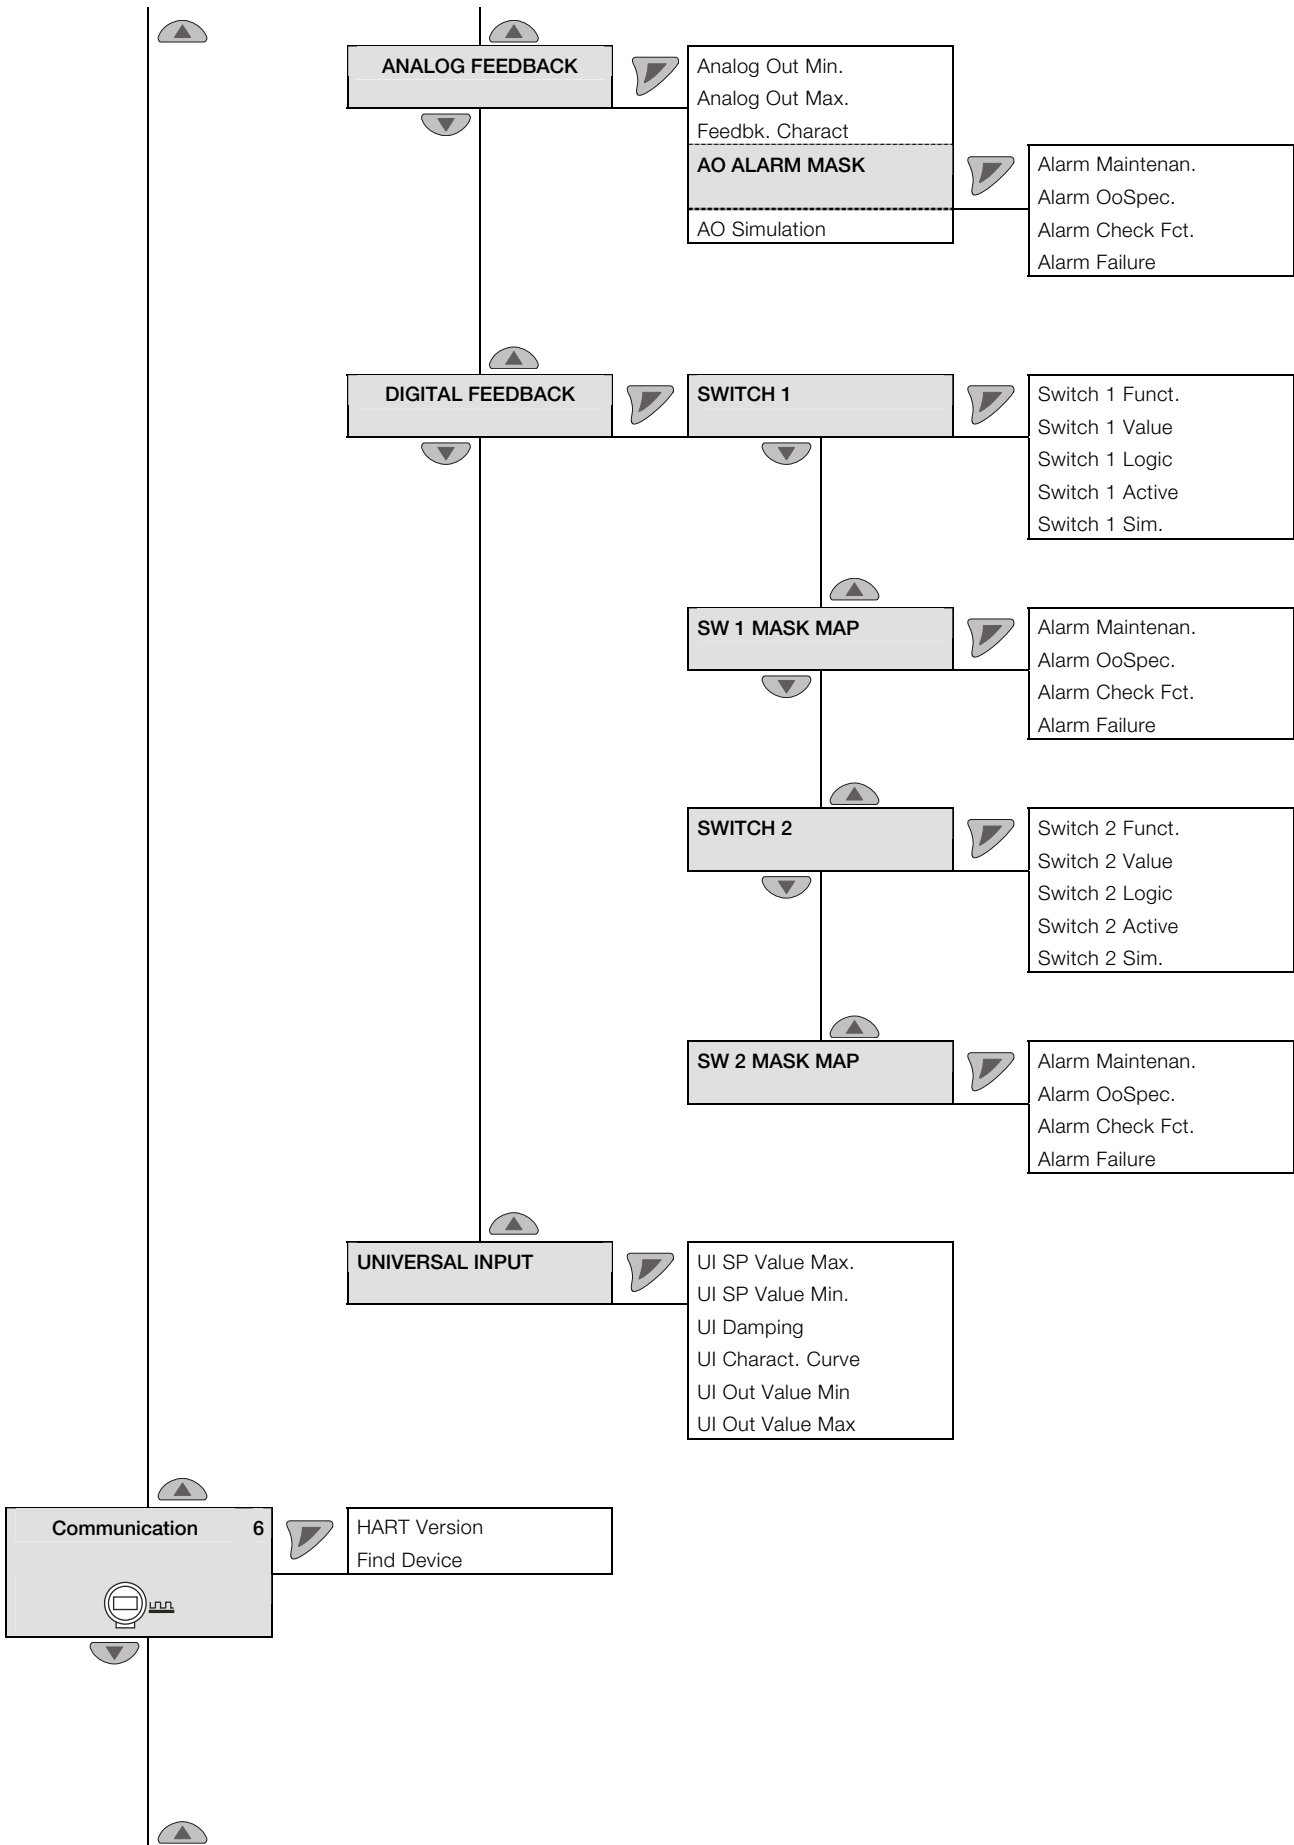 ANALOG FEEDBACK
Analog Out Min.
Analog Out Max.
Feedbk. Charact
AO ALARM MASK
AO Simulation
Alarm Maintenan.
Alarm OoSpec.
Alarm Check Fct.
Alarm Failure
DIGITAL FEEDBACK
SWITCH 1
Switch 1 Funct.
Switch 1 Value
Switch 1 Logic
Switch 1 Active
Switch 1 Sim.
SW 1 MASK MAP
Alarm Maintenan.
Alarm OoSpec.
Alarm Check Fct.
Alarm Failure
SWITCH 2
Switch 2 Funct.
Switch 2 Value
Switch 2 Logic
Switch 2 Active
Switch 2 Sim.
SW 2 MASK MAP
Alarm Maintenan.
Alarm OoSpec.
Alarm Check Fct.
Alarm Failure
UNIVERSAL INPUT
UI SP Value Max.
UI SP Value Min.
UI Damping
UI Charact. Curve
UI Out Value Min
UI Out Value Max
Communication 6
HART Version
Find Device